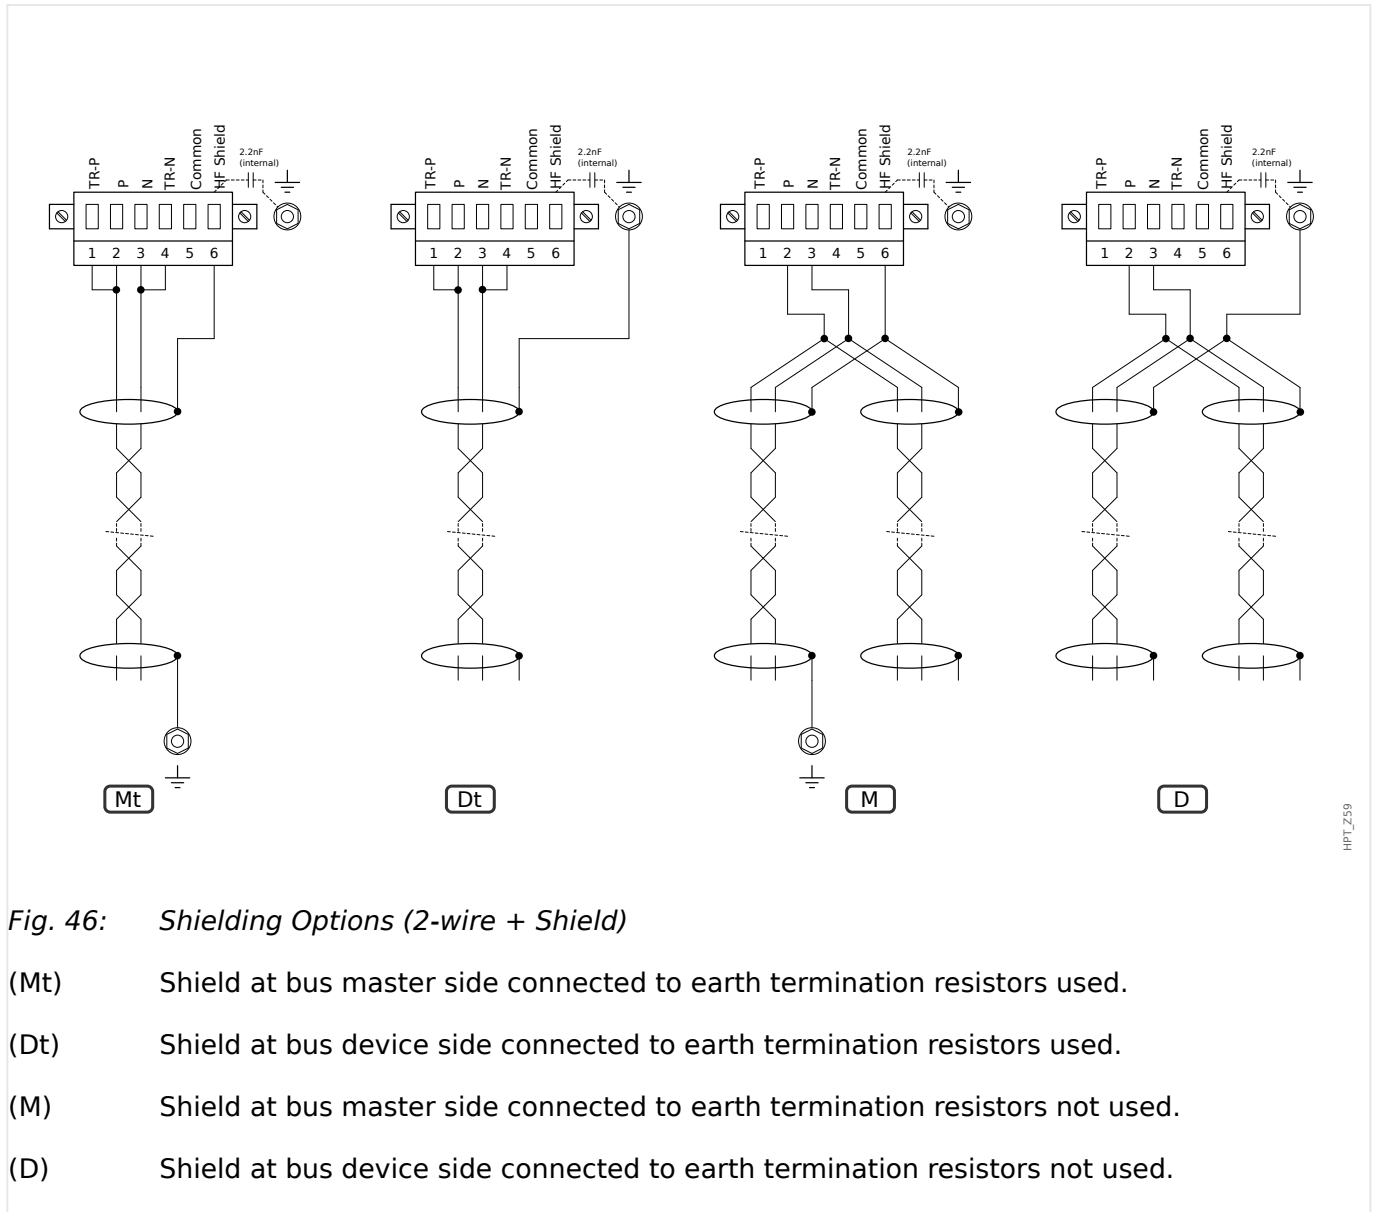 TR-P P N TR-N Common HF Shield 2.2nF (internal)
TR-P P N TR-N Common HF Shield 2.2nF (internal)
TR-P P N TR-N Common HF Shield 2.2nF (internal)
TR-P P N TR-N Common HF Shield 2.2nF (internal)
1 2 3 4 5 6
1 2 3 4 5 6
1 2 3 4 5 6
1 2 3 4 5 6
Mt
Dt
M
D
HPT_Z59
Fig. 46: Shielding Options (2-wire + Shield)
(Mt) Shield at bus master side connected to earth termination resistors used.
(Dt) Shield at bus device side connected to earth termination resistors used.
(M) Shield at bus master side connected to earth termination resistors not used.
(D) Shield at bus device side connected to earth termination resistors not used.